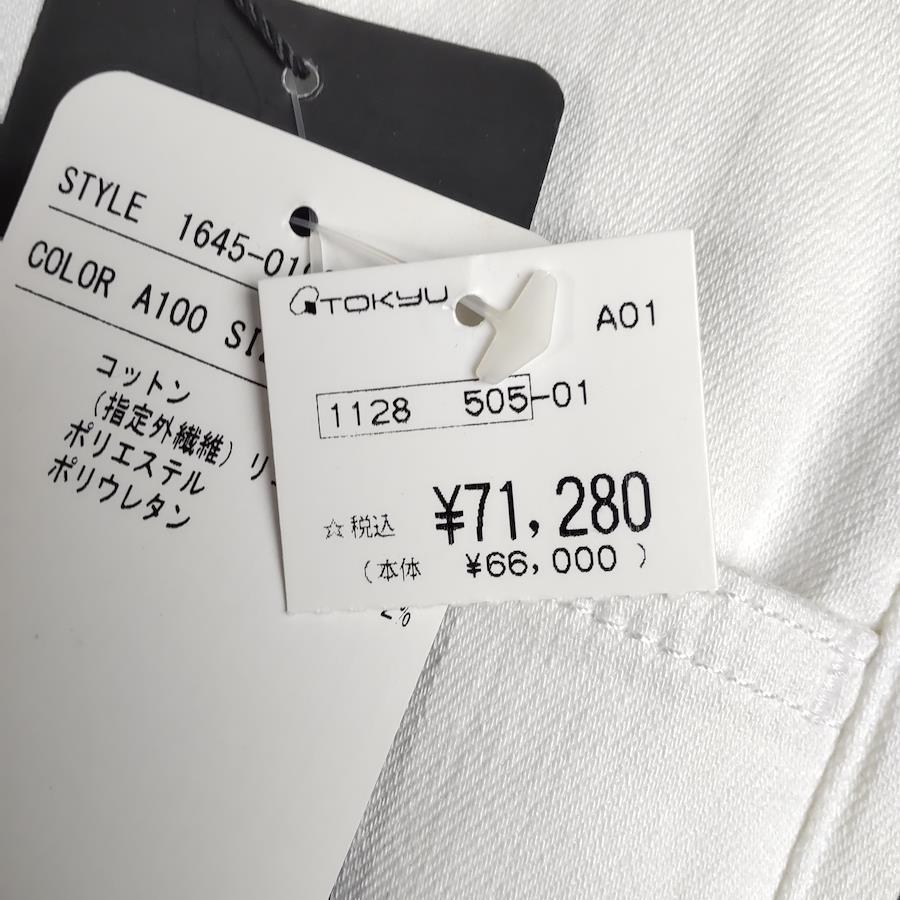 STYLE 1645-01
COLOR A100
コットン
(指定外繊維)
ポリエステル
ポリウレタン
2%
TOKYU
A01
1128 505-01
☆税込 ¥71,280
(本体 ¥66,000 )